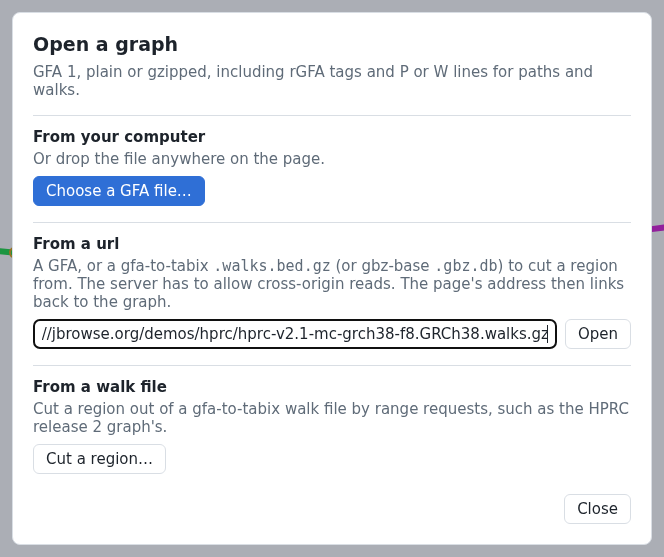 Open a graph
GFA 1, plain or gzipped, including rGFA tags and P or W lines for paths and
walks.
From your computer
Or drop the file anywhere on the page.
Choose a GFA file...
From a url
A GFA, or a gfa-to-tabix .walks.bed.gz (or gbz-base .gbz.db) to cut a region
from. The server has to allow cross-origin reads. The page's address then links
back to the graph.
//jbrowse.org/demos/hprc/hprc-v2.1-mc-grch38-f8.GRCh38.walks.gz
Open
From a walk file
Cut a region out of a gfa-to-tabix walk file by range requests, such as the HPRC
release 2 graph's.
Cut a region...
Close